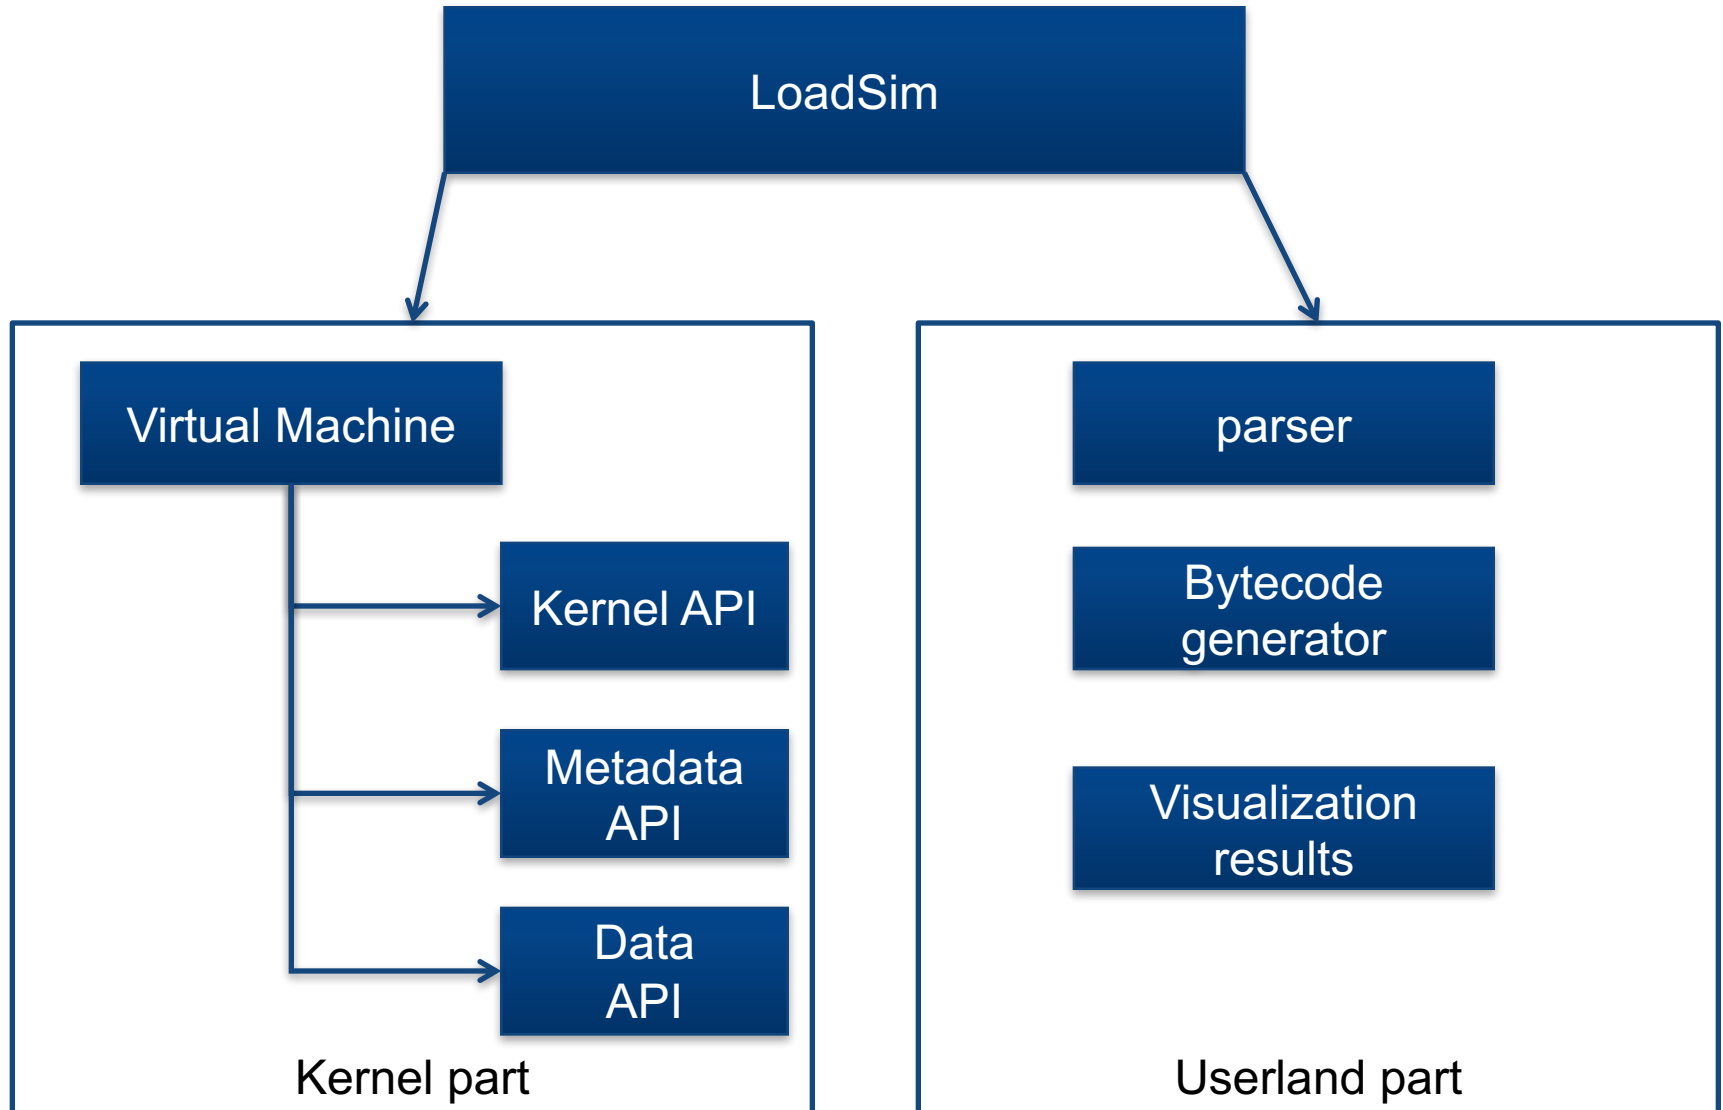 LoadSim
Virtual Machine
Kernel API
Metadata
API
Data
API
Kernel part
parser
Bytecode
generator
Visualization
results
Userland part